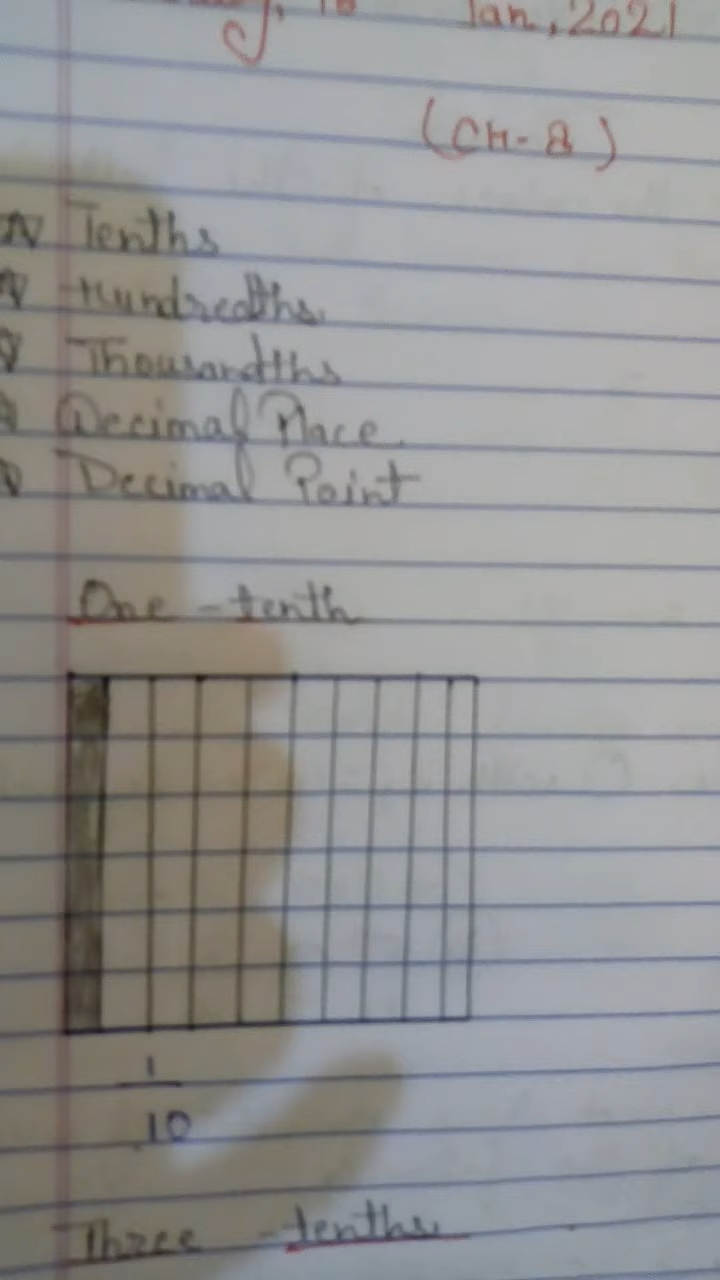 Jan, 2021
(CH-8)
Tenths
Hundredths
Thousandths
Decimal Place
Decimal Point
One-tenth
1
10
Three-tenths